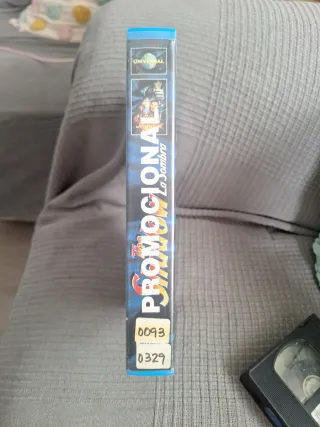 UNIVERSAL
PROMOCIONAL
The Shadow
La Sombra
0093
0329